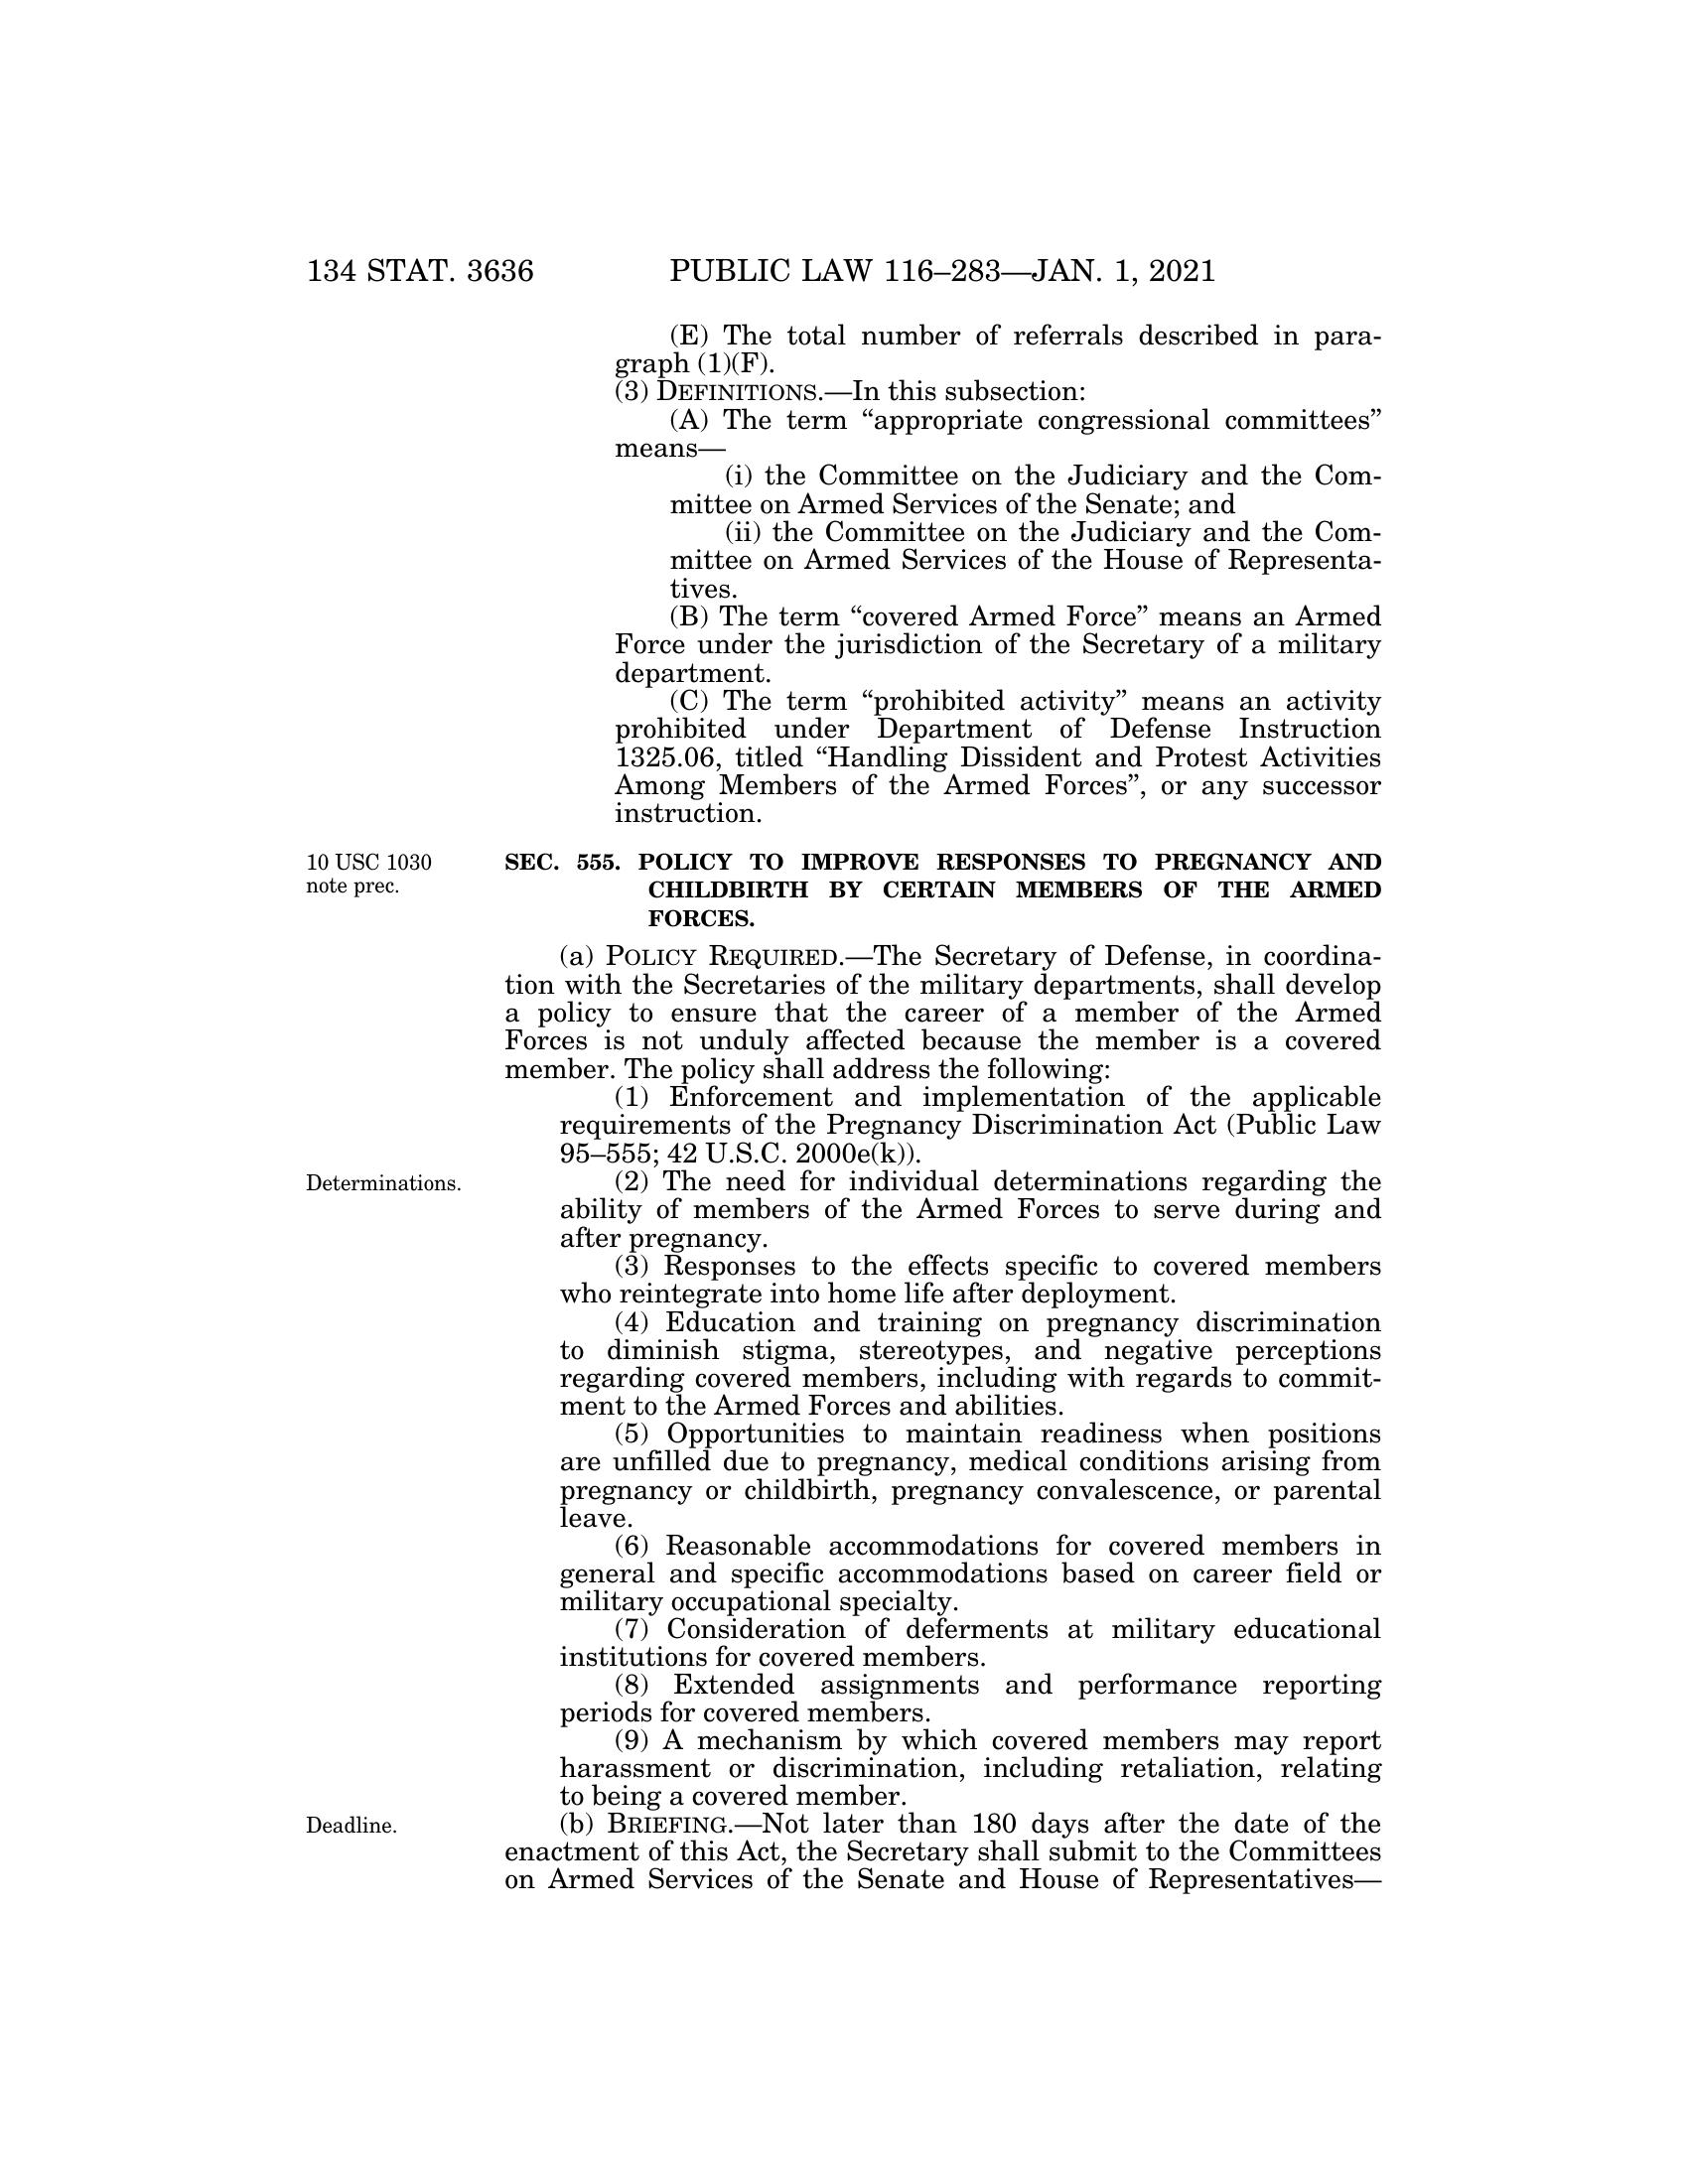 134 STAT. 3636 PUBLIC LAW 116–283—JAN. 1, 2021
(E) The total number of referrals described in para-
graph (1)(F).
(3) DEFINITIONS.—In this subsection:
(A) The term “appropriate congressional committees”
means—
(i) the Committee on the Judiciary and the Com-
mittee on Armed Services of the Senate; and
(ii) the Committee on the Judiciary and the Com-
mittee on Armed Services of the House of Representa-
tives.
(B) The term “covered Armed Force” means an Armed
Force under the jurisdiction of the Secretary of a military
department.
(C) The term “prohibited activity” means an activity
prohibited under Department of Defense Instruction
1325.06, titled “Handling Dissident and Protest Activities
Among Members of the Armed Forces”, or any successor
instruction.
10 USC 1030
note prec.
SEC. 555. POLICY TO IMPROVE RESPONSES TO PREGNANCY AND
CHILDBIRTH BY CERTAIN MEMBERS OF THE ARMED
FORCES.
(a) POLICY REQUIRED.—The Secretary of Defense, in coordina-
tion with the Secretaries of the military departments, shall develop
a policy to ensure that the career of a member of the Armed
Forces is not unduly affected because the member is a covered
member. The policy shall address the following:
(1) Enforcement and implementation of the applicable
requirements of the Pregnancy Discrimination Act (Public Law
95–555; 42 U.S.C. 2000e(k)).
Determinations.
(2) The need for individual determinations regarding the
ability of members of the Armed Forces to serve during and
after pregnancy.
(3) Responses to the effects specific to covered members
who reintegrate into home life after deployment.
(4) Education and training on pregnancy discrimination
to diminish stigma, stereotypes, and negative perceptions
regarding covered members, including with regards to commit-
ment to the Armed Forces and abilities.
(5) Opportunities to maintain readiness when positions
are unfilled due to pregnancy, medical conditions arising from
pregnancy or childbirth, pregnancy convalescence, or parental
leave.
(6) Reasonable accommodations for covered members in
general and specific accommodations based on career field or
military occupational specialty.
(7) Consideration of deferments at military educational
institutions for covered members.
(8) Extended assignments and performance reporting
periods for covered members.
(9) A mechanism by which covered members may report
harassment or discrimination, including retaliation, relating
to being a covered member.
Deadline.
(b) BRIEFING.—Not later than 180 days after the date of the
enactment of this Act, the Secretary shall submit to the Committees
on Armed Services of the Senate and House of Representatives—